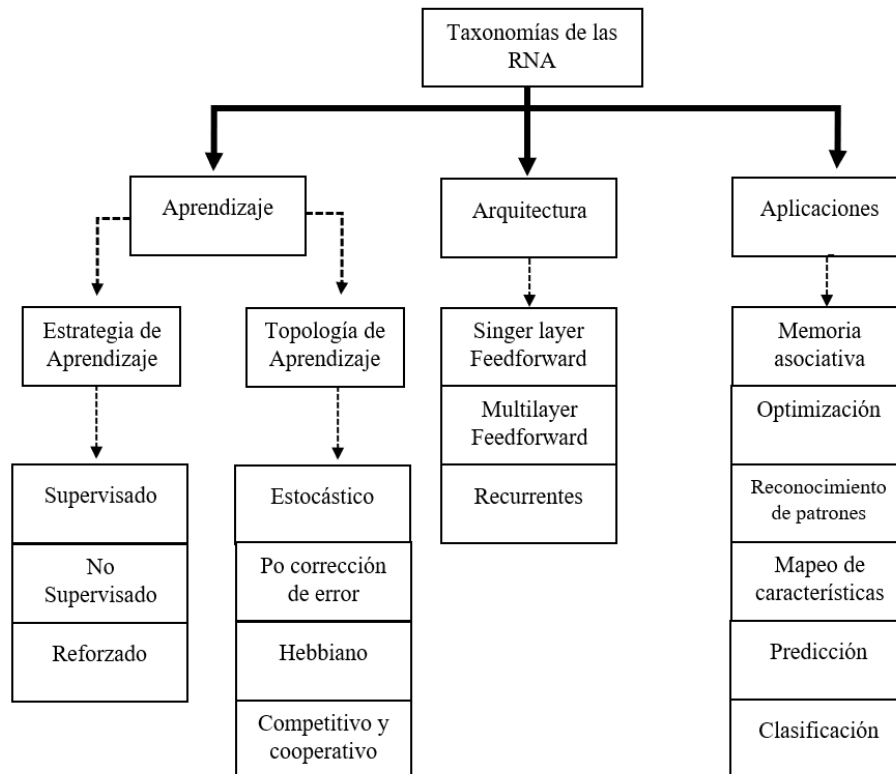 Taxonomías de las
RNA
Aprendizaje
Arquitectura
Aplicaciones
Estrategia de
Aprendizaje
Topología de
Aprendizaje
Singer layer
Feedforward
Multilayer
Feedforward
Recurrentes
Memoria
asociativa
Optimización
Reconocimiento
de patrones
Mapeo de
características
Predicción
Clasificación
Supervisado
No
Supervisado
Reforzado
Estocástico
Po corrección
de error
Hebbiano
Competitivo y
cooperativo